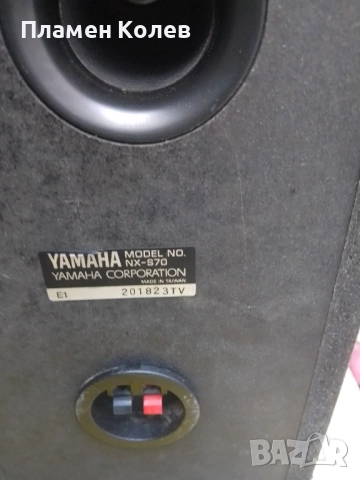 Пламен Колев
YAMAHA MODEL NO. NX-S70
YAMAHA CORPORATION
MADE IN TAIWAN
E1 201823TV
BAZAR